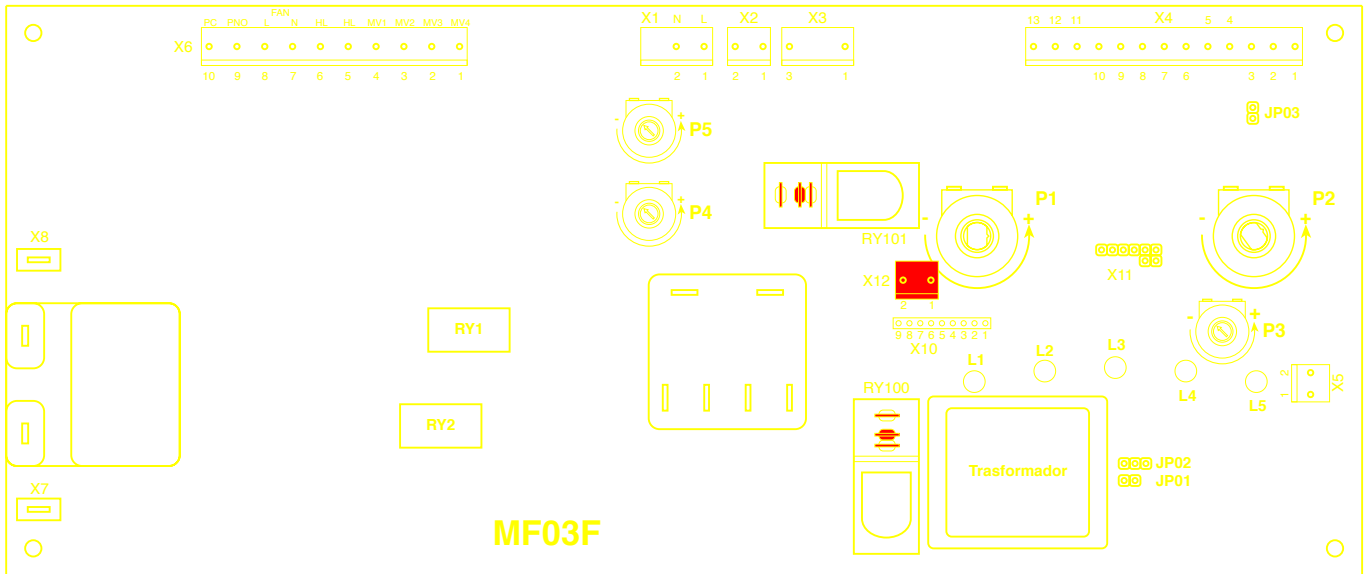 FAN
PC PNO L N HL HL MV1 MV2 MV3 MV4
X6
10 9 8 7 6 5 4 3 2 1
X1 N L
2 1
X2
2 1
X3
3 1
13 12 11 X4 5 4
10 9 8 7 6 3 2 1
JP03
- + P5
- + P4
RY101
- + P1
- + P2
X8
X12
2 1
X11
9 8 7 6 5 4 3 2 1
X10
- + P3
RY1
L1 L2 L3 L4 L5
1 2 X5
RY100
RY2
Trasformador
JP02
JP01
X7
MF03F